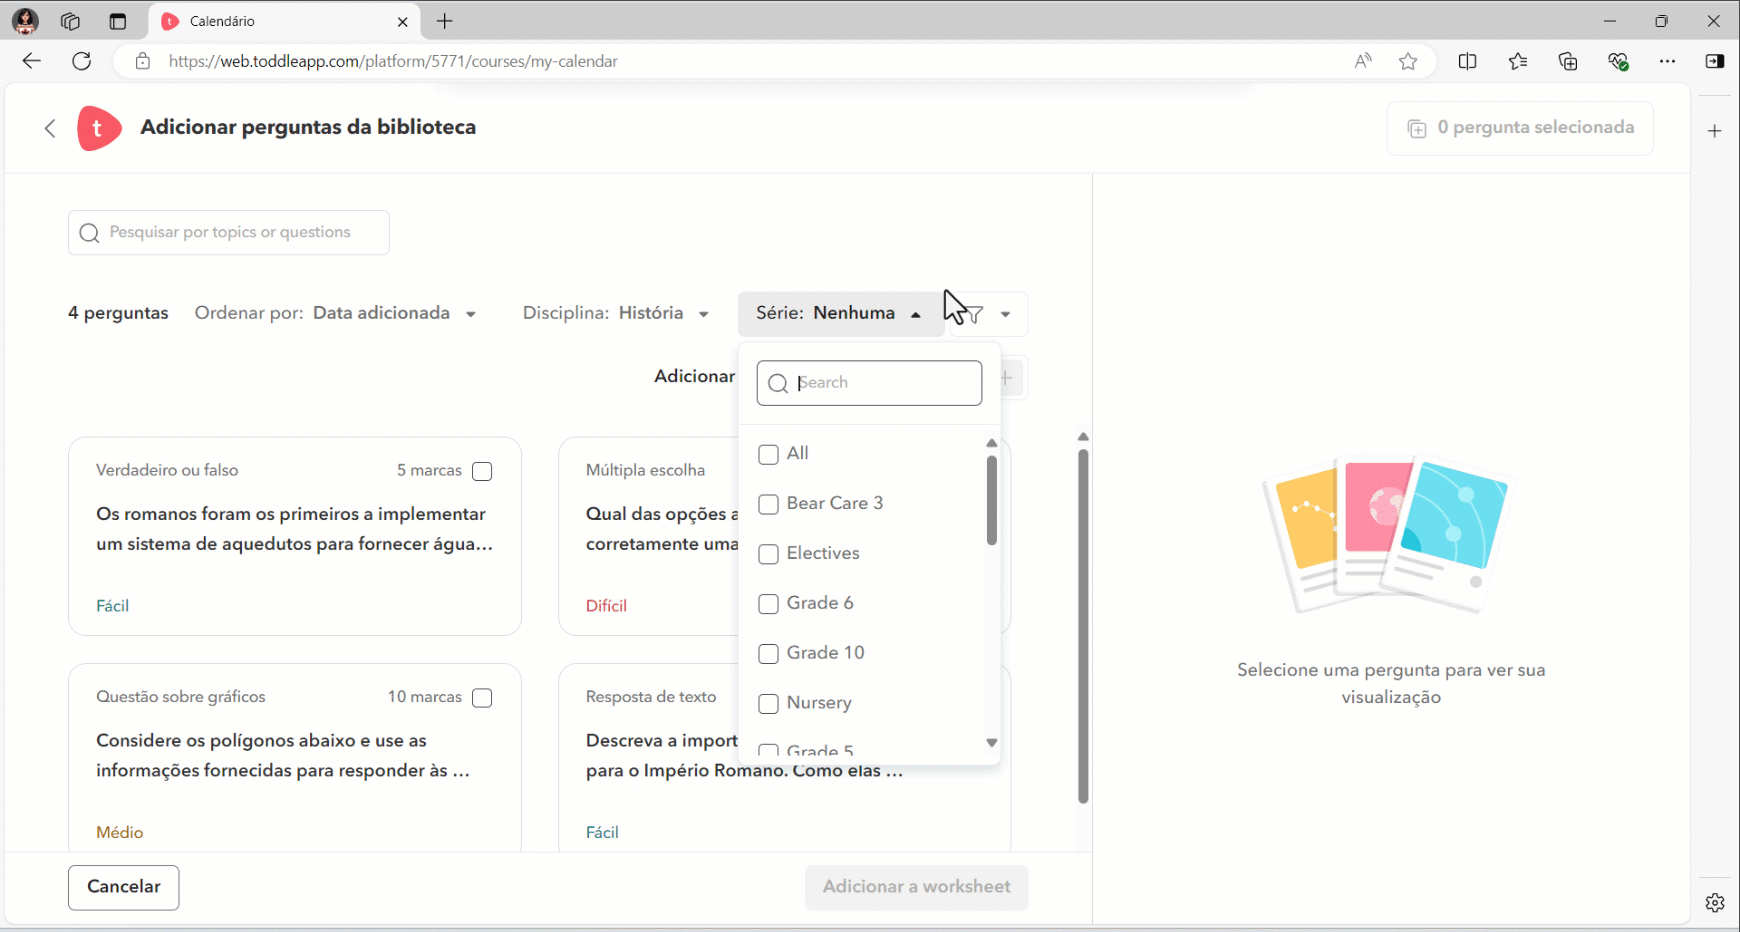 Calendário
https://web.toddleapp.com/platform/5771/courses/my-calendar
t
Adicionar perguntas da biblioteca
0 pergunta selecionada
Pesquisar por topics or questions
4 perguntas
Ordenar por: Data adicionada
Disciplina: História
Série: Nenhuma
Adicionar
Search
All
Bear Care 3
Electives
Grade 6
Grade 10
Nursery
Grade 5
Verdadeiro ou falso
5 marcas
Os romanos foram os primeiros a implementar
um sistema de aquedutos para fornecer água...
Fácil
Múltipla escolha
Qual das opções a
corretamente uma
Difícil
Questão sobre gráficos
10 marcas
Considere os polígonos abaixo e use as
informações fornecidas para responder às ...
Médio
Resposta de texto
Descreva a import
para o Império Romano. Como elas ...
Fácil
Selecione uma pergunta para ver sua
visualização
Cancelar
Adicionar a worksheet